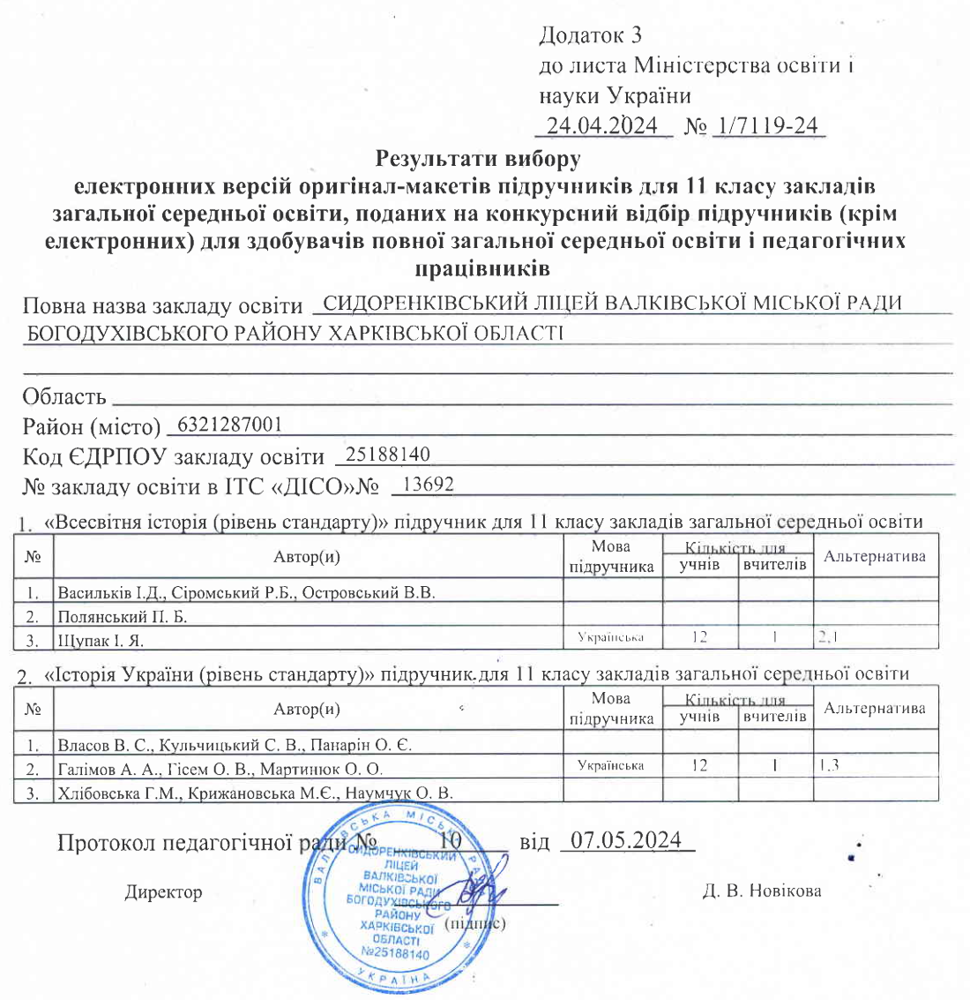 Додаток 3
до листа Міністерства освіти і
науки України
24.04.2024 № 1/7119-24
Результати вибору
електронних версій оригінал-макетів підручників для 11 класу закладів
загальної середньої освіти, поданих на конкурсний відбір підручників (крім
електронних) для здобувачів повної загальної середньої освіти і педагогічних
працівників
Повна назва закладу освіти СИДОРЕНКІВСЬКИЙ ЛІЦЕЙ ВАЛКІВСЬКОЇ МІСЬКОЇ РАДИ
БОГОДУХІВСЬКОГО РАЙОНУ ХАРКІВСЬКОЇ ОБЛАСТІ
Область
Район (місто) 6321287001
Код ЄДРПОУ закладу освіти 25188140
№ закладу освіти в ІТС «ДІСО»№ 13692
1. «Всесвітня історія (рівень стандарту)» підручник для 11 класу закладів загальної середньої освіти
№ Автор(и) Мова підручника Кількість для учнів вчителів Альтернатива
1. Васильків І.Д., Сіромський Р.Б., Островський В.В.
2. Полянський П. Б.
3. Щупак І. Я. Українська 12 1 2,1
2. «Історія України (рівень стандарту)» підручник для 11 класу закладів загальної середньої освіти
№ Автор(и) Мова підручника Кількість для учнів вчителів Альтернатива
1. Власов В. С., Кульчицький С. В., Панарін О. Є.
2. Галімов А. А., Гісем О. В., Мартинюк О. О. Українська 12 1 1,3
3. Хлібовська Г.М., Крижановська М.Є., Наумчук О. В.
Протокол педагогічної ради № 10 від 07.05.2024
Директор Д. В. Новікова
(підпис)
ВАЛКІВСЬКА МІСЬКА РАДА
СИДОРЕНКІВСЬКИЙ
ЛІЦЕЙ
ВАЛКІВСЬКОЇ
МІСЬКОЇ РАДИ
БОГОДУХІВСЬКОГО
РАЙОНУ
ХАРКІВСЬКОЇ
ОБЛАСТІ
№25188140
* УКРАЇНА *